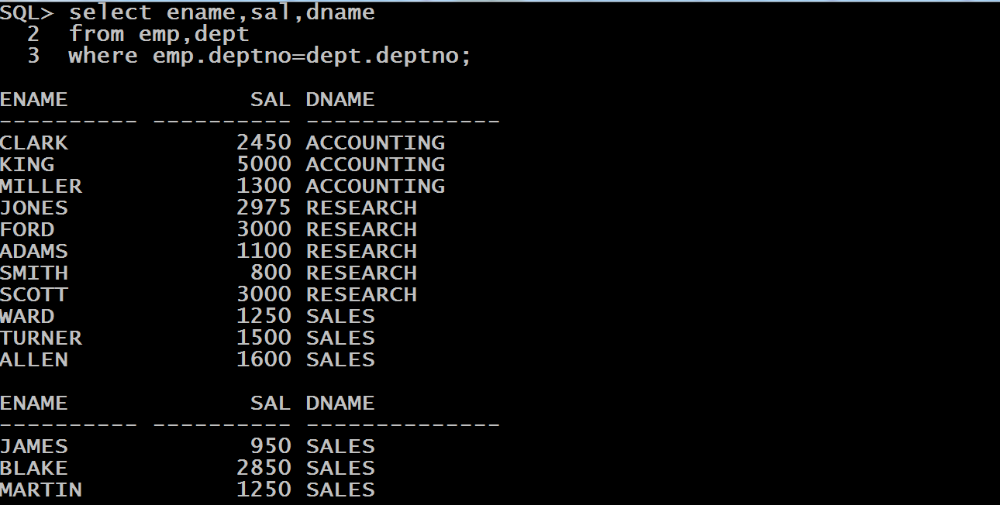 SQL> select ename,sal,dname
  2  from emp,dept
  3  where emp.deptno=dept.deptno;

ENAME             SAL DNAME
---------- ---------- --------------
CLARK            2450 ACCOUNTING
KING             5000 ACCOUNTING
MILLER           1300 ACCOUNTING
JONES            2975 RESEARCH
FORD             3000 RESEARCH
ADAMS            1100 RESEARCH
SMITH             800 RESEARCH
SCOTT            3000 RESEARCH
WARD             1250 SALES
TURNER           1500 SALES
ALLEN            1600 SALES

ENAME             SAL DNAME
---------- ---------- --------------
JAMES             950 SALES
BLAKE            2850 SALES
MARTIN           1250 SALES